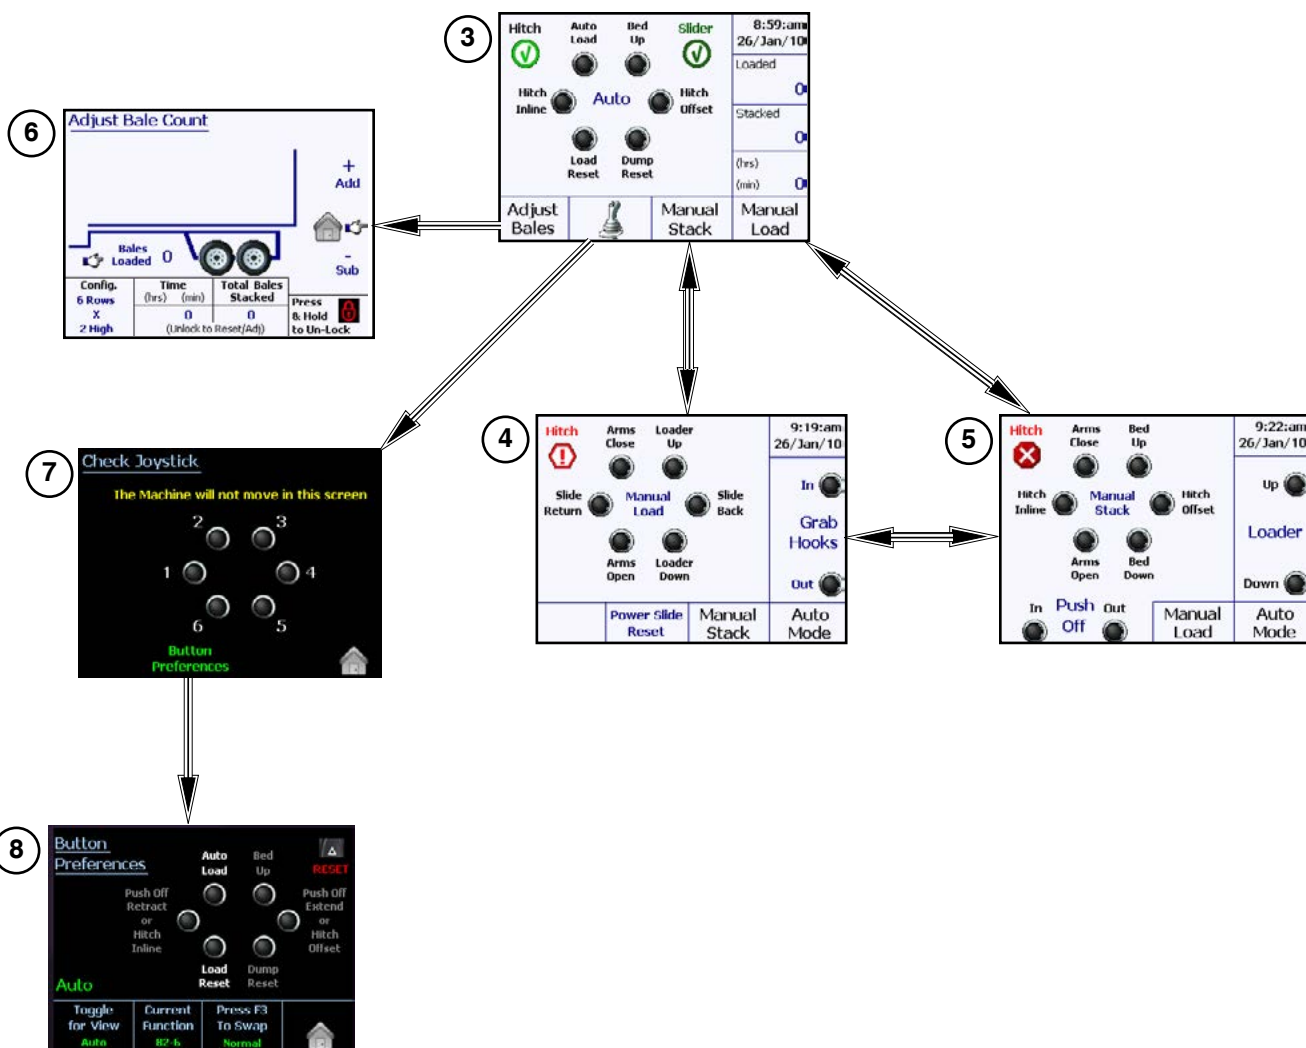 3
Hitch
Auto
Load
Bed
Up
Slider
8:59:am
26/Jan/10
Loaded
0
Hitch
Inline
Auto
Hitch
Offset
Stacked
0
Load
Reset
Dump
Reset
(hrs)
(min)
0
Adjust
Bales
Manual
Stack
Manual
Load
6
Adjust Bale Count
+
Add
Bales
Loaded
0
-
Sub
Config.
6 Rows
X
2 High
Time
(hrs) (min)
0
Total Bales
Stacked
0
(Unlock to Reset/Adj)
Press
& Hold
to Un-Lock
7
Check Joystick
The Machine will not move in this screen
2
3
1
4
6
5
Button
Preferences
4
Hitch
Arms
Close
Loader
Up
9:19:am
26/Jan/10
Slide
Return
Manual
Load
Slide
Back
In
Grab
Hooks
Out
Arms
Open
Loader
Down
Power Slide
Reset
Manual
Stack
Auto
Mode
5
Hitch
Arms
Close
Bed
Up
9:22:am
26/Jan/10
Hitch
Inline
Manual
Stack
Hitch
Offset
Up
Loader
Down
Arms
Open
Bed
Down
In
Push
Off
Out
Manual
Load
Auto
Mode
8
Button
Preferences
Auto
Load
Bed
Up
RESET
Push Off
Retract
or
Hitch
Inline
Push Off
Extend
or
Hitch
Offset
Load
Reset
Dump
Reset
Auto
Toggle
for View
Auto
Current
Function
82-6
Press F3
To Swap
Normal